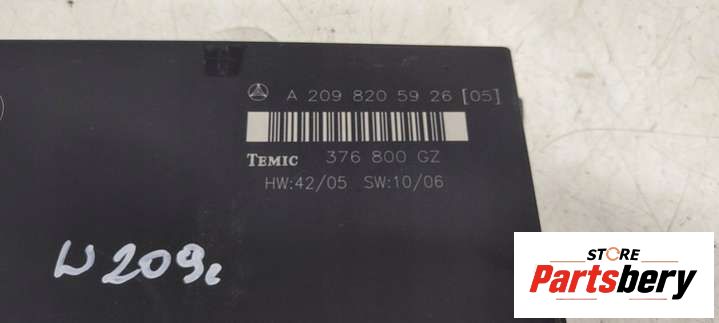 A 209 820 59 26 [05]
TEMIC 376 800 GZ
HW:42/05 SW:10/06
W209c
STORE
Partsbery